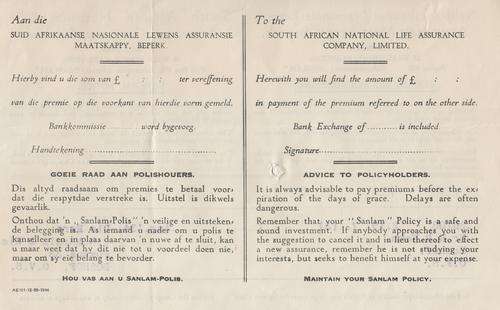 Aan die
SUID AFRIKAANSE NASIONALE LEWENS ASSURANSIE
MAATSKAPPY, BEPERK.
Hierby vind u die som van £ : : ter vereffening
van die premie op die voorkant van hierdie vorm gemeld.
Bankkommissie ........ word bygevoeg.
Handtekening
GOEIE RAAD AAN POLISHOUERS.
Dis altyd raadsaam om premies te betaal voor-
dat die respytdae verstreke is. Uitstel is dikwels
gevaarlik.
Onthou dat 'n „Sanlam-Polis" 'n veilige en uitsteken-
de belegging is. As iemand u nader om u polis te
kanselleer en in plaas daarvan 'n nuwe af te sluit, kan
u maar weet dat hy dit nie tot u voordeel doen nie,
maar om sy eie belang te bevorder.
HOU VAS AAN U SANLAM-POLIS.
To the
SOUTH AFRICAN NATIONAL LIFE ASSURANCE
COMPANY, LIMITED.
Herewith you will find the amount of £ : :
in payment of the premium referred to on the other side.
Bank Exchange of .......... is included
Signature
ADVICE TO POLICYHOLDERS.
It is always advisable to pay premiums before the ex-
piration of the days of grace. Delays are often
dangerous.
Remember that your "Sanlam" Policy is a safe and
sound investment. If anybody approaches you with
the suggestion to cancel it and in lieu thereof to effect
a new assurance, remember he is not studying your
interests, but seeks to benefit himself at your expense.
MAINTAIN YOUR SANLAM POLICY.